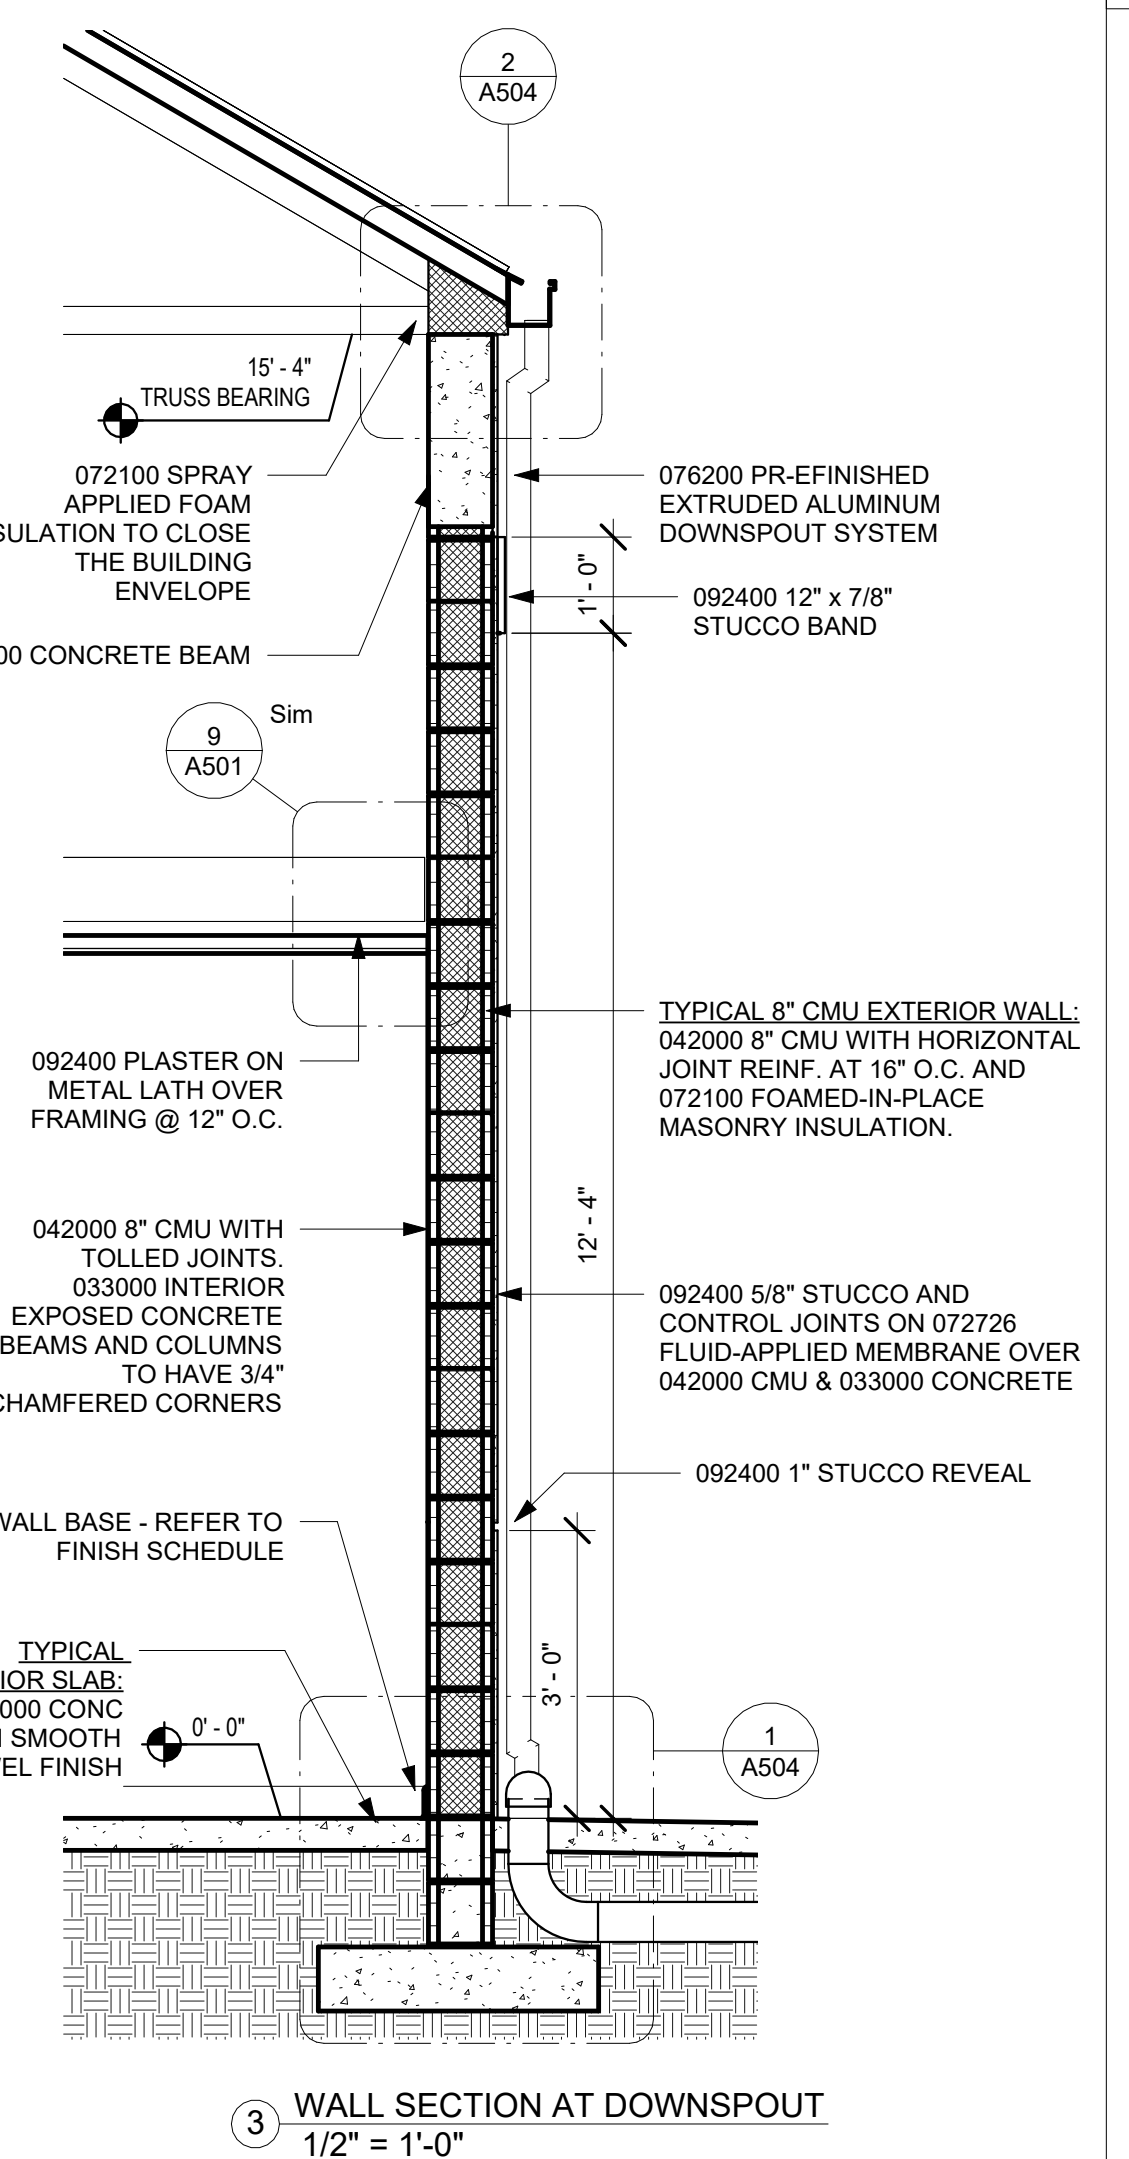 2
A504
15' - 4"
TRUSS BEARING
072100 SPRAY
APPLIED FOAM
SULATION TO CLOSE
THE BUILDING
ENVELOPE
00 CONCRETE BEAM
076200 PR-EFINISHED
EXTRUDED ALUMINUM
DOWNSPOUT SYSTEM
1' - 0"
092400 12" x 7/8"
STUCCO BAND
9
A501
Sim
092400 PLASTER ON
METAL LATH OVER
FRAMING @ 12" O.C.
TYPICAL 8" CMU EXTERIOR WALL:
042000 8" CMU WITH HORIZONTAL
JOINT REINF. AT 16" O.C. AND
072100 FOAMED-IN-PLACE
MASONRY INSULATION.
12' - 4"
042000 8" CMU WITH
TOLLED JOINTS.
033000 INTERIOR
EXPOSED CONCRETE
BEAMS AND COLUMNS
TO HAVE 3/4"
CHAMFERED CORNERS
092400 5/8" STUCCO AND
CONTROL JOINTS ON 072726
FLUID-APPLIED MEMBRANE OVER
042000 CMU & 033000 CONCRETE
092400 1" STUCCO REVEAL
WALL BASE - REFER TO
FINISH SCHEDULE
3' - 0"
TYPICAL
IOR SLAB:
000 CONC
SMOOTH
EL FINISH
0' - 0"
1
A504
3 WALL SECTION AT DOWNSPOUT
1/2" = 1'-0"